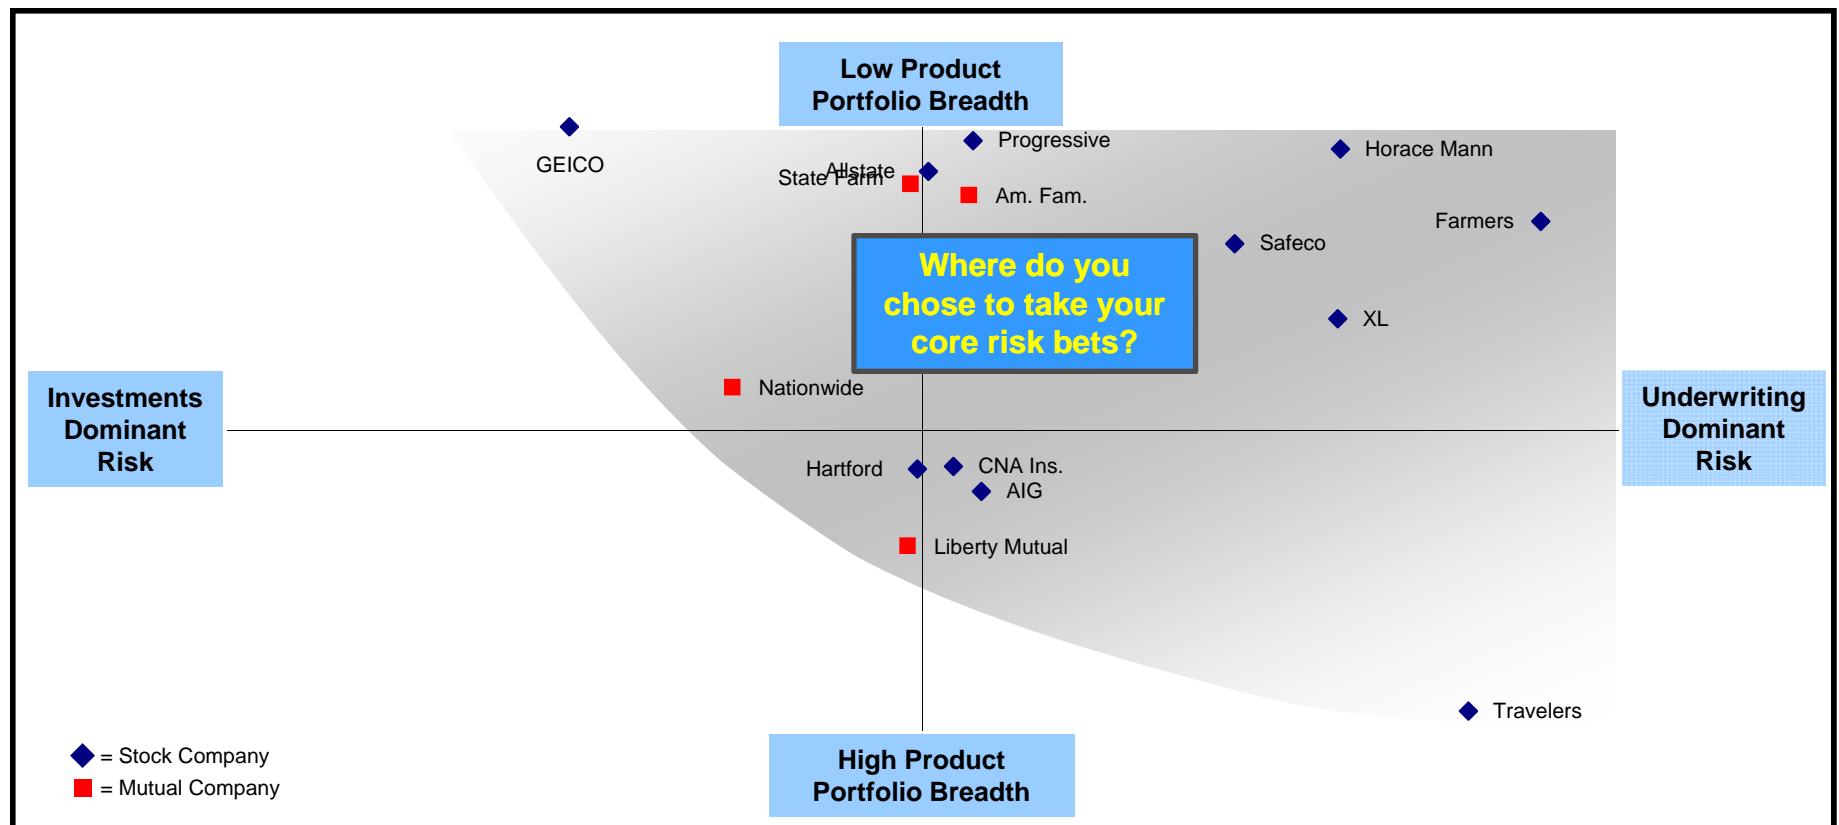 Low Product
Portfolio Breadth
Progressive
Horace Mann
GEICO
Allstate
State Farm
Am. Fam.
Farmers
Safeco
Where do you
chose to take your
core risk bets?
XL
Investments
Dominant
Risk
Nationwide
Underwriting
Dominant
Risk
Hartford
CNA Ins.
AIG
Liberty Mutual
Travelers
= Stock Company
= Mutual Company
High Product
Portfolio Breadth